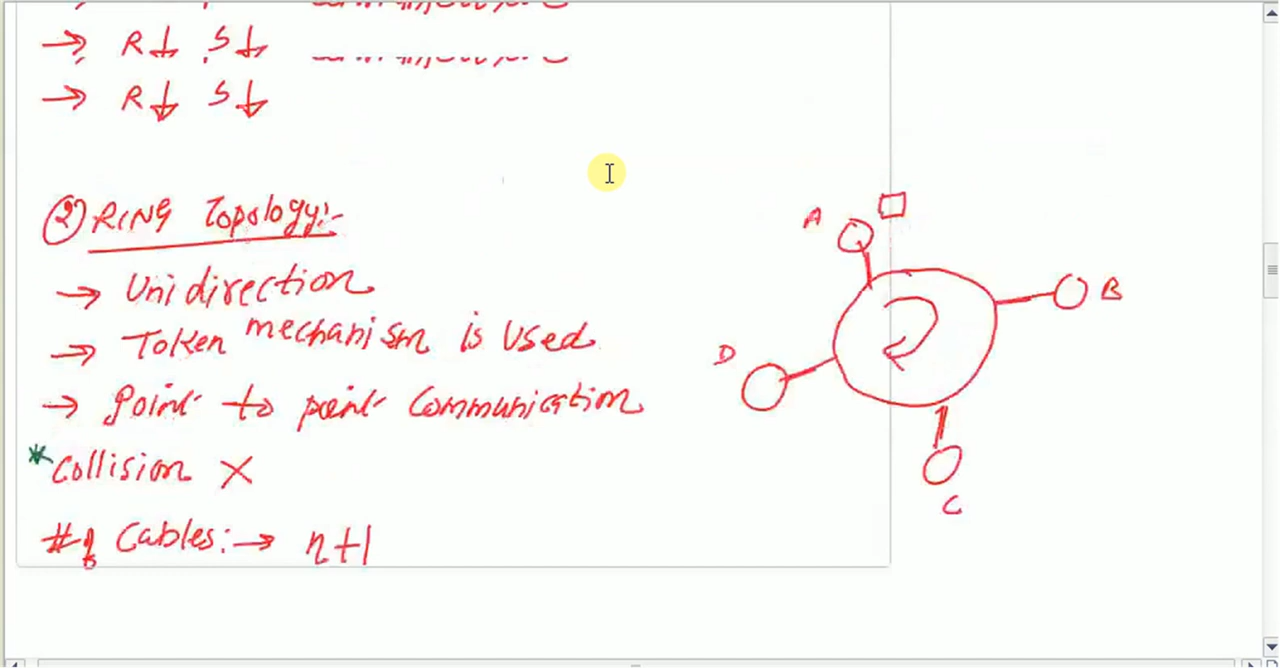 → R↓ S↓
→ R↓ S↓
② RING Topology:-
→ Unidirection
→ Token mechanism is used
→ Point to point Communication
* Collision X
# of Cables: → n+1
A
B
D
C